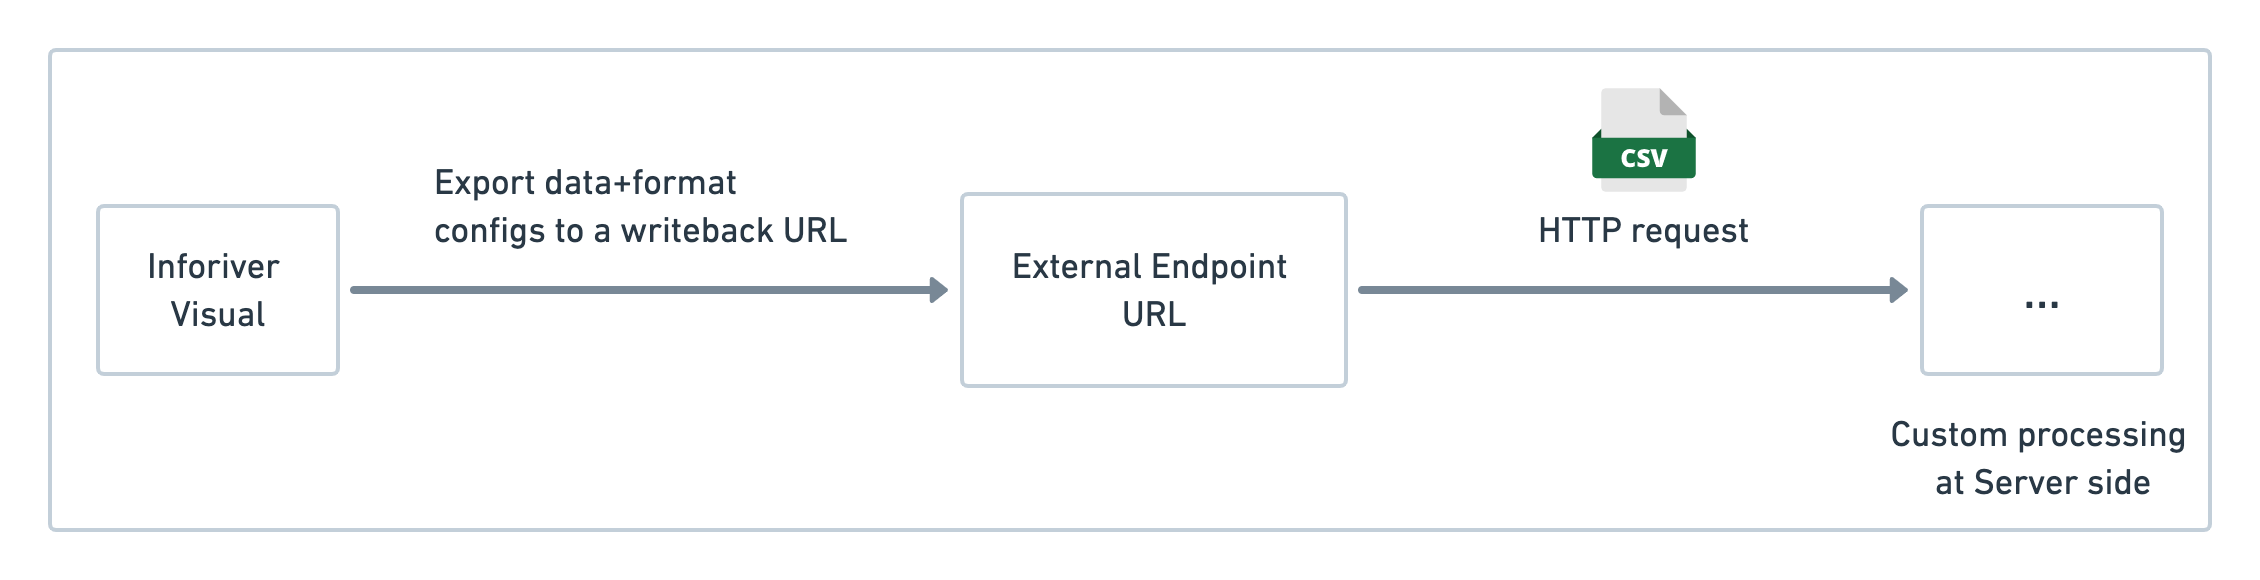 Inforiver
Visual
Export data+format
configs to a writeback URL
External Endpoint
URL
CSV
HTTP request
...
Custom processing
at Server side